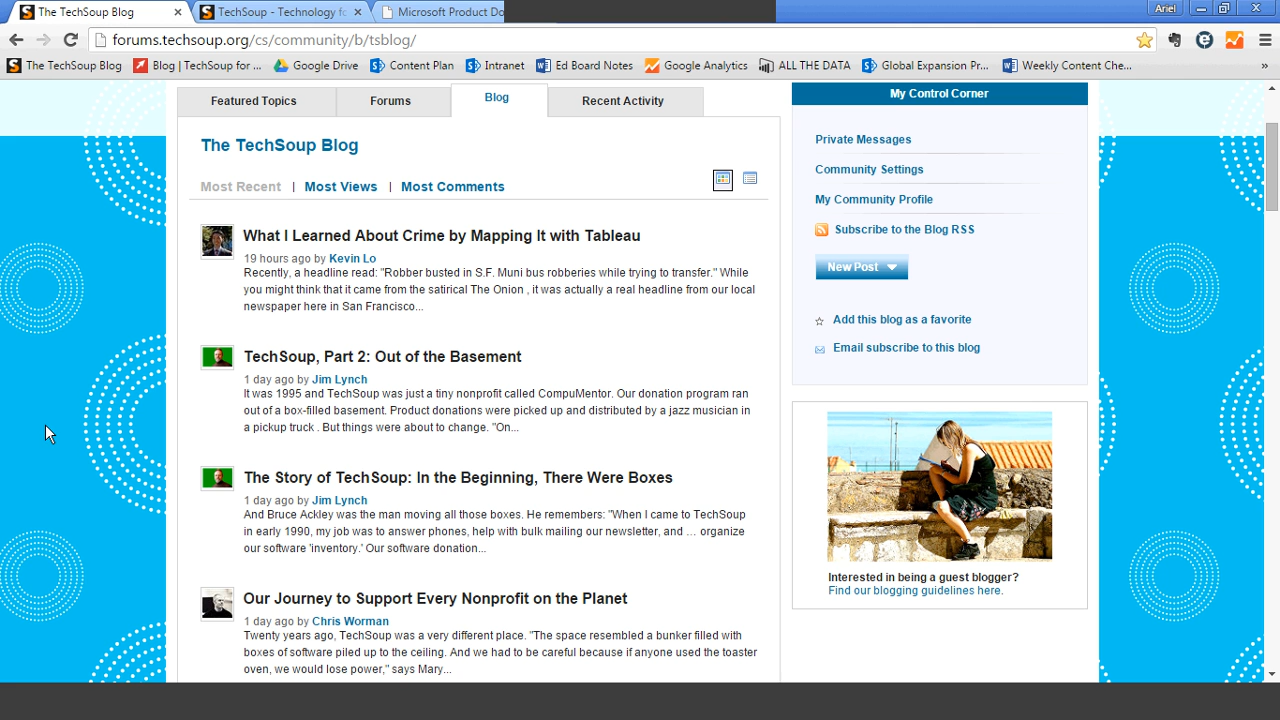 The TechSoup Blog
TechSoup - Technology fo
Microsoft Product Do
Ariel
forums.techsoup.org/cs/community/b/tsblog/
The TechSoup Blog
Blog | TechSoup for ...
Google Drive
Content Plan
Intranet
Ed Board Notes
Google Analytics
ALL THE DATA
Global Expansion Pr...
Weekly Content Che...
»
Featured Topics
Forums
Blog
Recent Activity
The TechSoup Blog
Most Recent | Most Views | Most Comments
What I Learned About Crime by Mapping It with Tableau
19 hours ago by Kevin Lo
Recently, a headline read: "Robber busted in S.F. Muni bus robberies while trying to transfer." While
you might think that it came from the satirical The Onion , it was actually a real headline from our local
newspaper here in San Francisco...
TechSoup, Part 2: Out of the Basement
1 day ago by Jim Lynch
It was 1995 and TechSoup was just a tiny nonprofit called CompuMentor. Our donation program ran
out of a box-filled basement. Product donations were picked up and distributed by a jazz musician in
a pickup truck . But things were about to change. "On...
The Story of TechSoup: In the Beginning, There Were Boxes
1 day ago by Jim Lynch
And Bruce Ackley was the man moving all those boxes. He remembers: "When I came to TechSoup
in early 1990, my job was to answer phones, help with bulk mailing our newsletter, and … organize
our software 'inventory.' Our software donation...
Our Journey to Support Every Nonprofit on the Planet
1 day ago by Chris Worman
Twenty years ago, TechSoup was a very different place. "The space resembled a bunker filled with
boxes of software piled up to the ceiling. And we had to be careful because if anyone used the toaster
oven, we would lose power," says Mary...
My Control Corner
Private Messages
Community Settings
My Community Profile
Subscribe to the Blog RSS
New Post
Add this blog as a favorite
Email subscribe to this blog
Interested in being a guest blogger?
Find our blogging guidelines here.